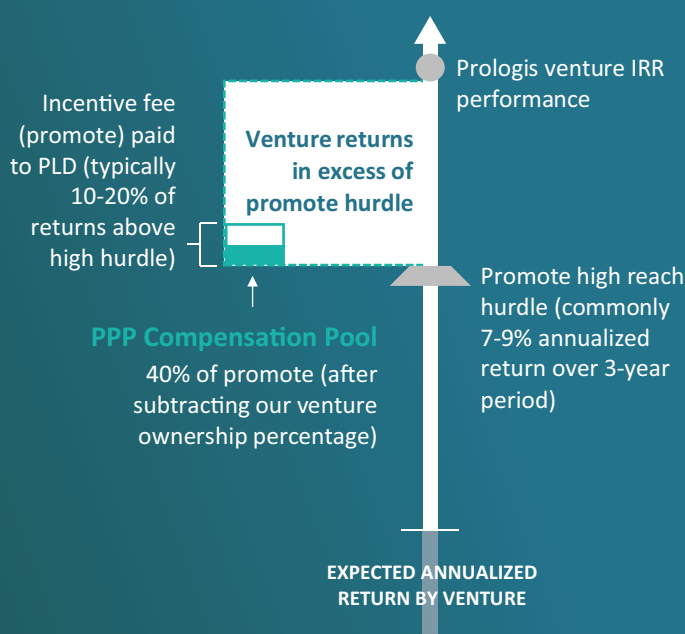 Prologis venture IRR
performance
Incentive fee
(promote) paid
to PLD (typically
10-20% of
returns above
high hurdle)
Venture returns
in excess of
promote hurdle
Promote high reach
hurdle (commonly
7-9% annualized
return over 3-year
period)
PPP Compensation Pool
40% of promote (after
subtracting our venture
ownership percentage)
EXPECTED ANNUALIZED
RETURN BY VENTURE